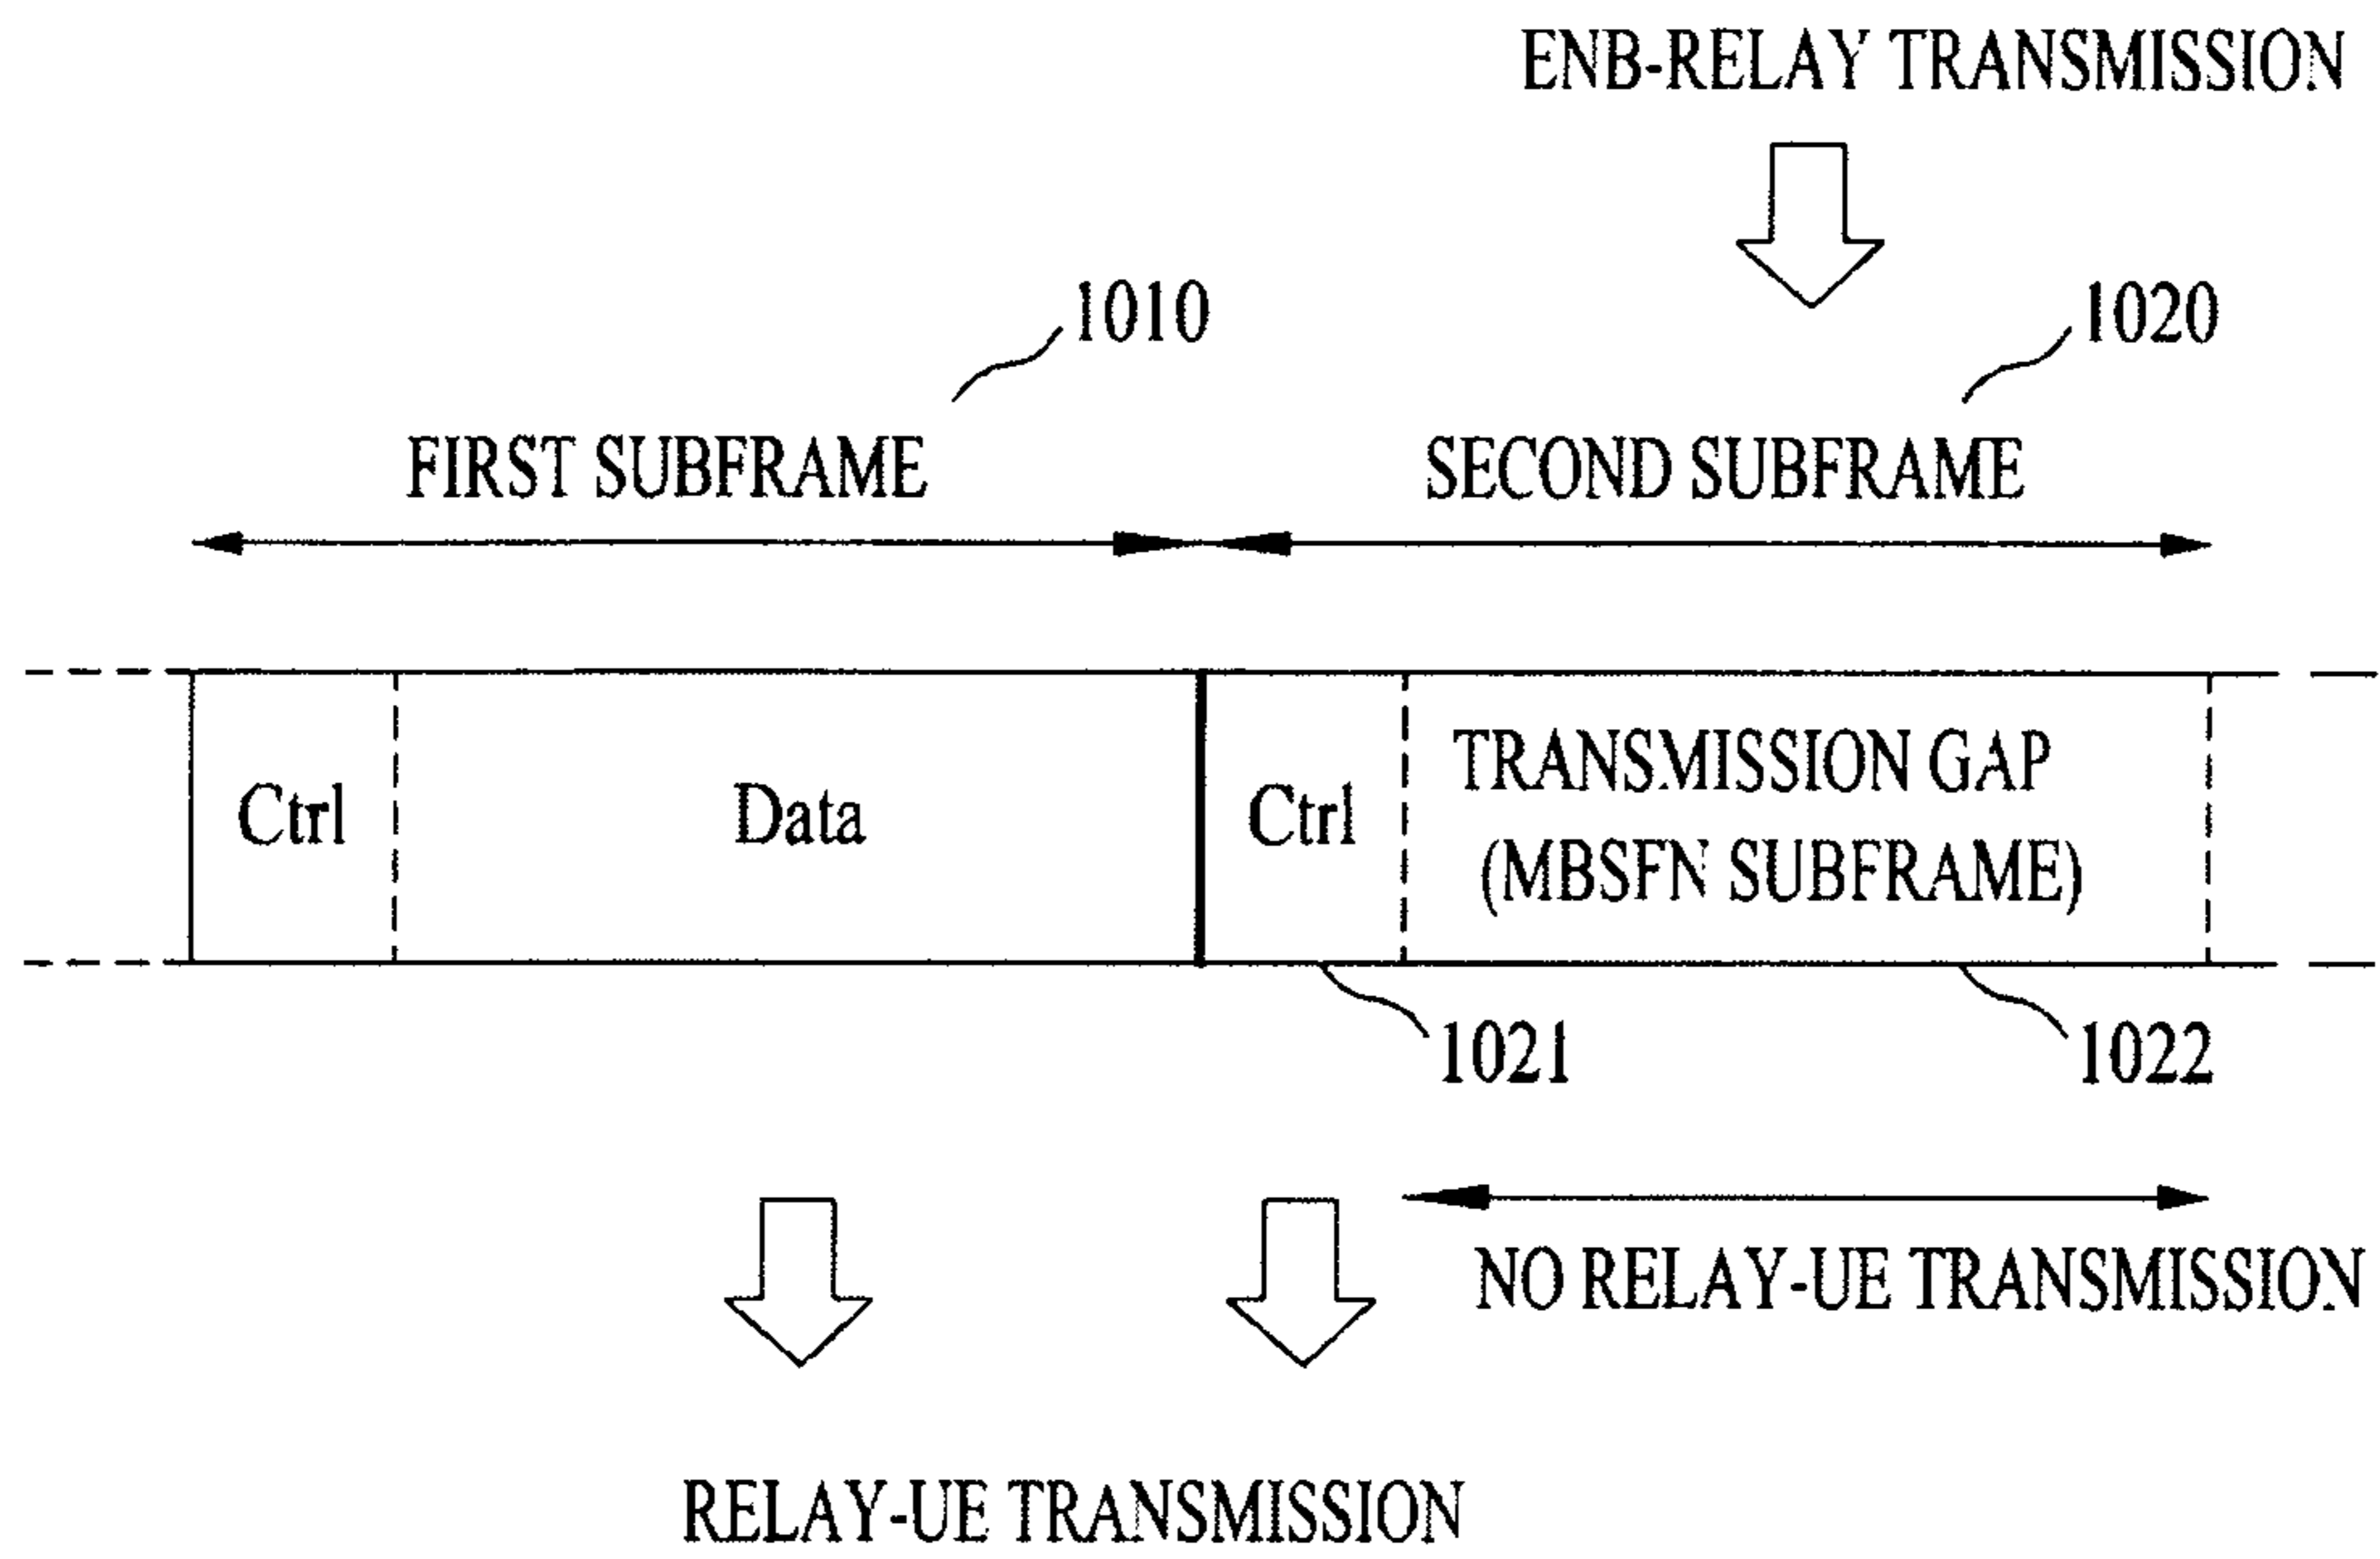 ENB-RELAY TRANSMISSION
1010
1020
FIRST SUBFRAME
SECOND SUBFRAME
Ctrl
Data
Ctrl
TRANSMISSION GAP
(MBSFN SUBFRAME)
1021
1022
NO RELAY-UE TRANSMISSION
RELAY-UE TRANSMISSION